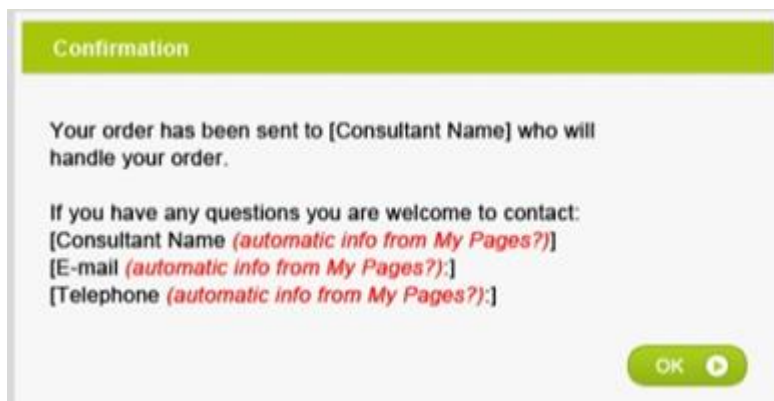 Confirmation
Your order has been sent to [Consultant Name] who will
handle your order.
If you have any questions you are welcome to contact:
[Consultant Name (automatic info from My Pages?)]
[E-mail (automatic info from My Pages?):]
[Telephone (automatic info from My Pages?):]
OK